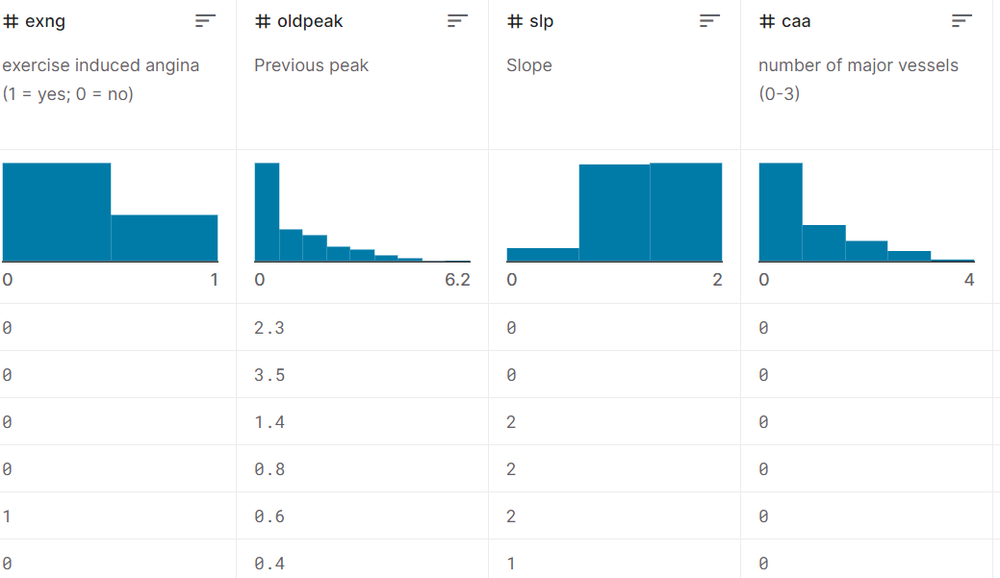 # exng # oldpeak # slp # caa
exercise induced angina Previous peak Slope number of major vessels
(1 = yes; 0 = no) (0-3)
0 1 0 6.2 0 2 0 4
0 2.3 0 0
0 3.5 0 0
0 1.4 2 0
0 0.8 2 0
1 0.6 2 0
0 0.4 1 0